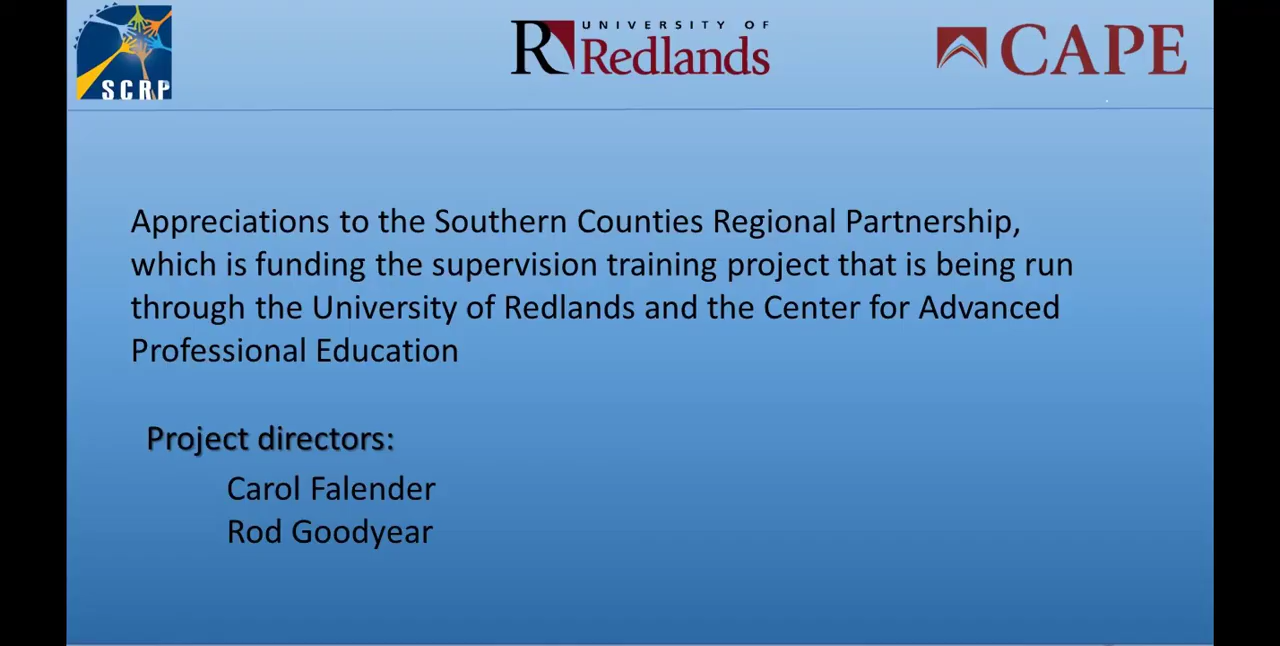 SCRP
UNIVERSITY OF
R Redlands
CAPE
Appreciations to the Southern Counties Regional Partnership,
which is funding the supervision training project that is being run
through the University of Redlands and the Center for Advanced
Professional Education
Project directors:
Carol Falender
Rod Goodyear